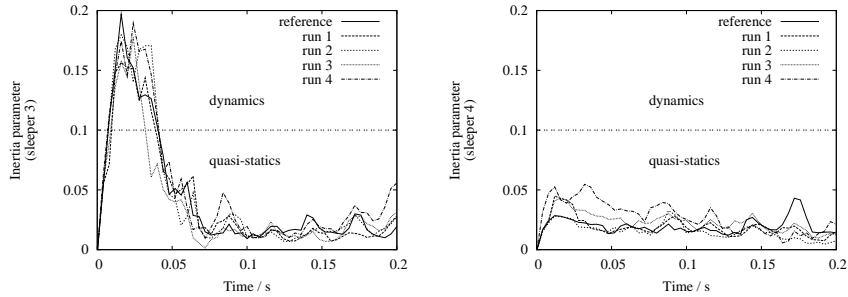 0.2
0.15
0.1
0.05
0
0
0.05
0.1
0.15
0.2
Inertia parameter
(sleeper 3)
Time / s
reference
run 1
run 2
run 3
run 4
dynamics
quasi-statics
0.2
0.15
0.1
0.05
0
0
0.05
0.1
0.15
0.2
Inertia parameter
(sleeper 4)
Time / s
reference
run 1
run 2
run 3
run 4
dynamics
quasi-statics